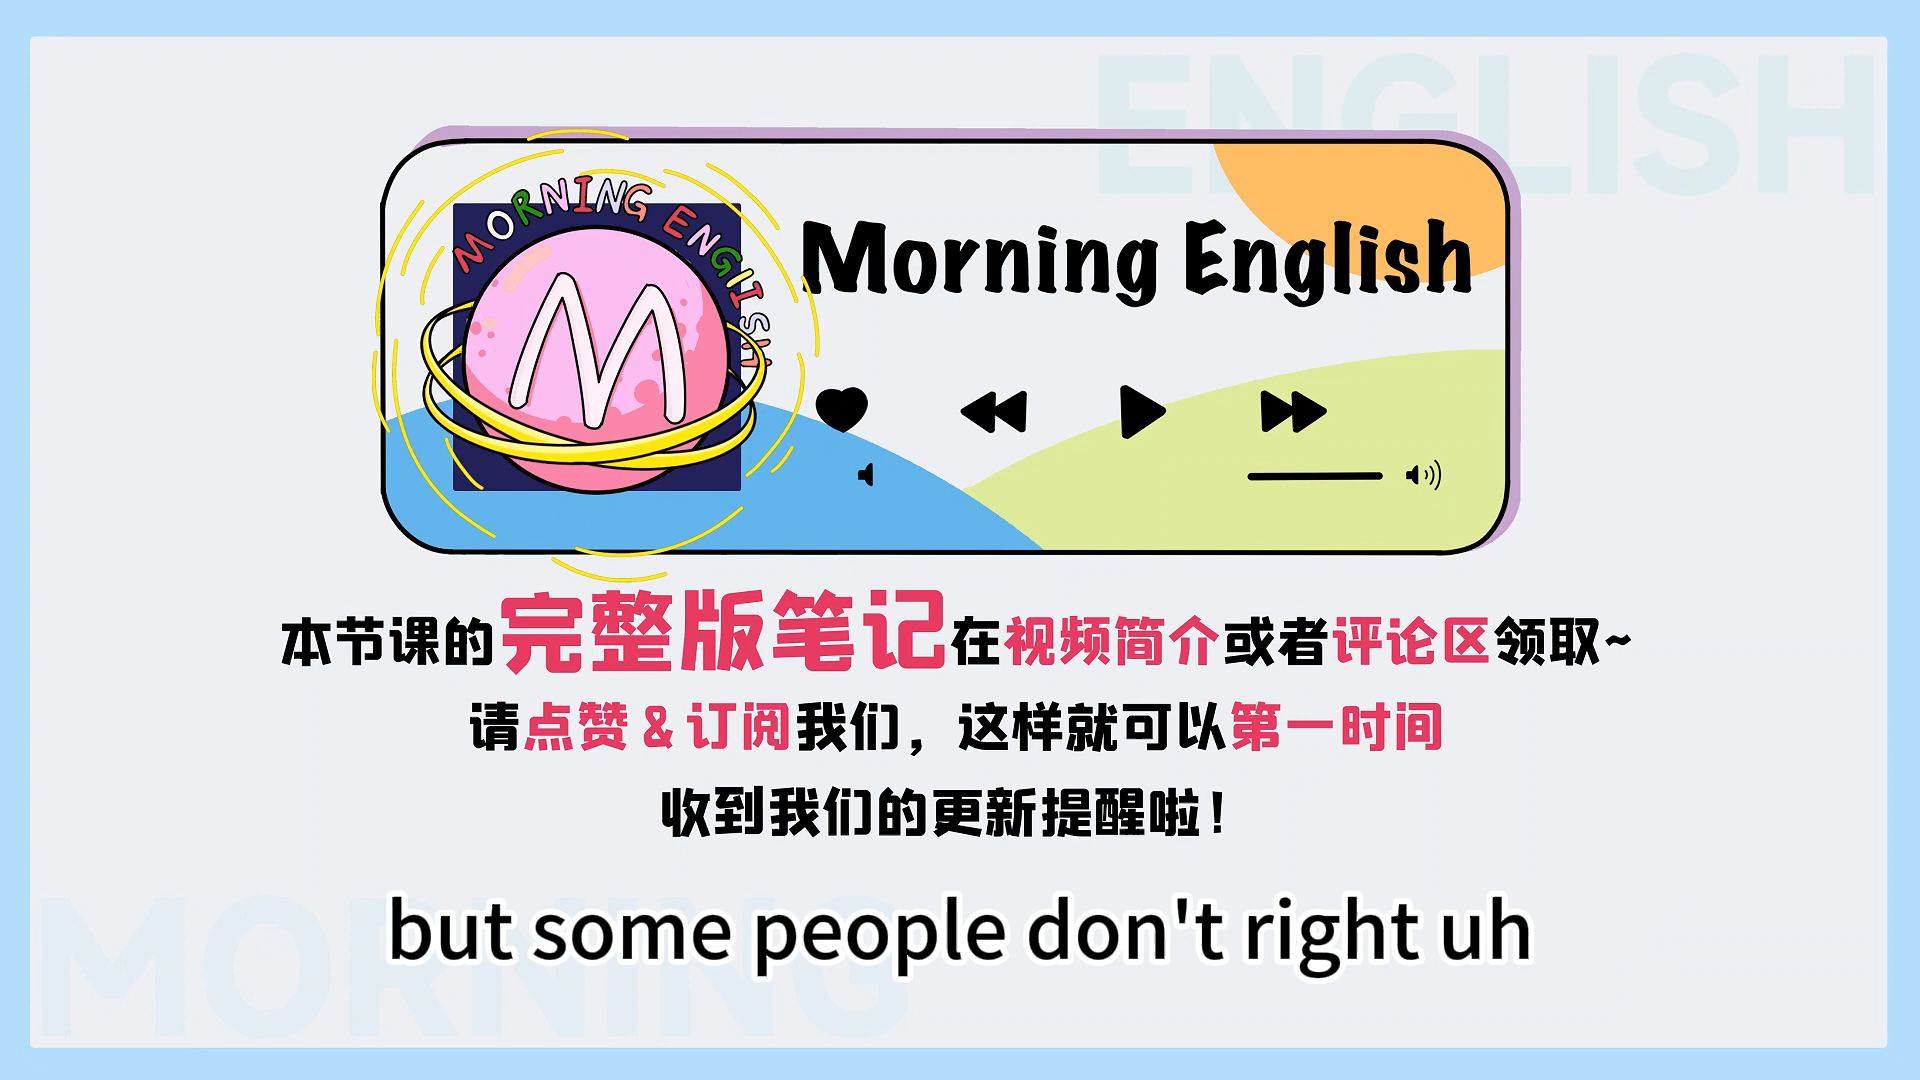 ENGLISH
MORNING ENGLISH
M
Morning English
本节课的完整版笔记在视频简介或者评论区领取~
请点赞&订阅我们，这样就可以第一时间
收到我们的更新提醒啦！
MORNING
but some people don't right uh